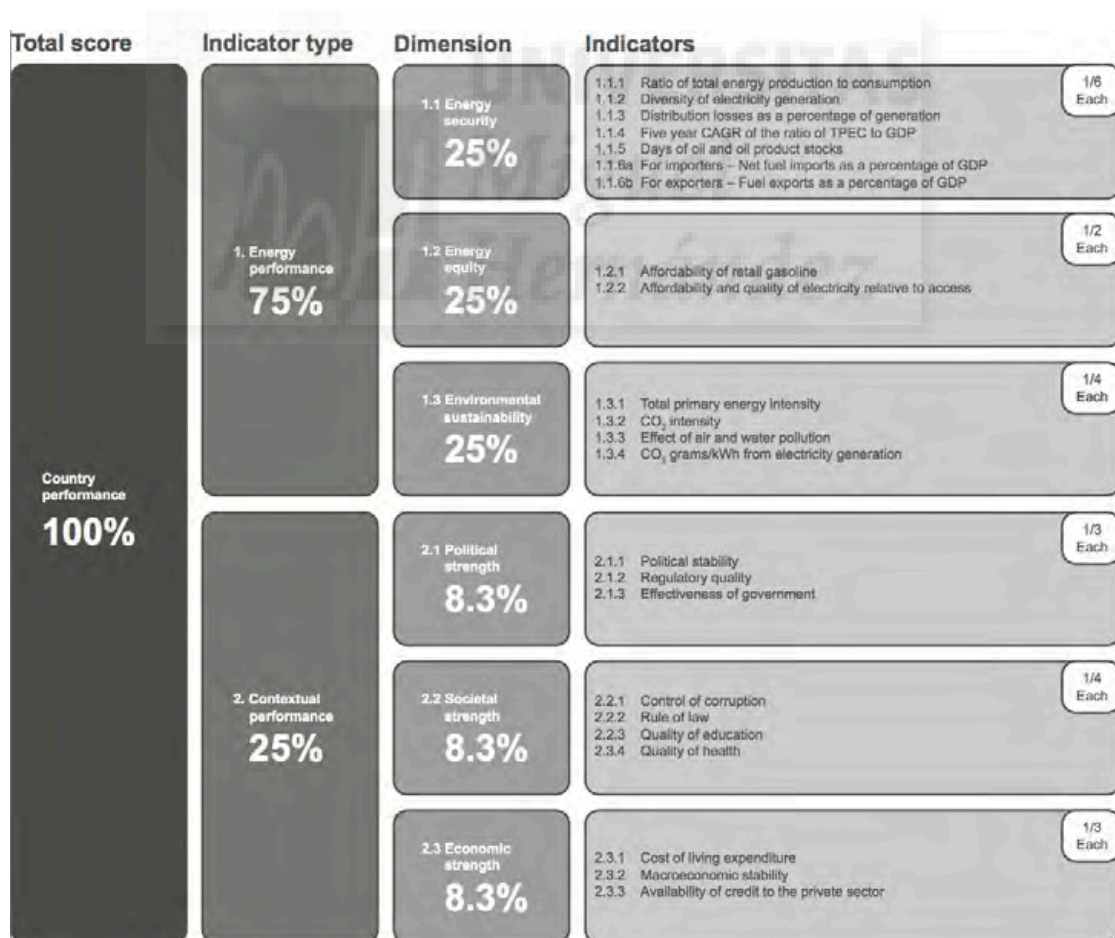 Total score
Indicator type
Dimension
Indicators
UNIVERSITAS
Miguel
Hernández
Country
performance
100%
1. Energy
performance
75%
1.1 Energy
security
25%
1.1.1 Ratio of total energy production to consumption
1.1.2 Diversity of electricity generation
1.1.3 Distribution losses as a percentage of generation
1.1.4 Five year CAGR of the ratio of TPEC to GDP
1.1.5 Days of oil and oil product stocks
1.1.6a For importers – Net fuel imports as a percentage of GDP
1.1.6b For exporters – Fuel exports as a percentage of GDP
1/6
Each
1.2 Energy
equity
25%
1.2.1 Affordability of retail gasoline
1.2.2 Affordability and quality of electricity relative to access
1/2
Each
1.3 Environmental
sustainability
25%
1.3.1 Total primary energy intensity
1.3.2 CO₂ intensity
1.3.3 Effect of air and water pollution
1.3.4 CO₂ grams/kWh from electricity generation
1/4
Each
2. Contextual
performance
25%
2.1 Political
strength
8.3%
2.1.1 Political stability
2.1.2 Regulatory quality
2.1.3 Effectiveness of government
1/3
Each
2.2 Societal
strength
8.3%
2.2.1 Control of corruption
2.2.2 Rule of law
2.2.3 Quality of education
2.3.4 Quality of health
1/4
Each
2.3 Economic
strength
8.3%
2.3.1 Cost of living expenditure
2.3.2 Macroeconomic stability
2.3.3 Availability of credit to the private sector
1/3
Each